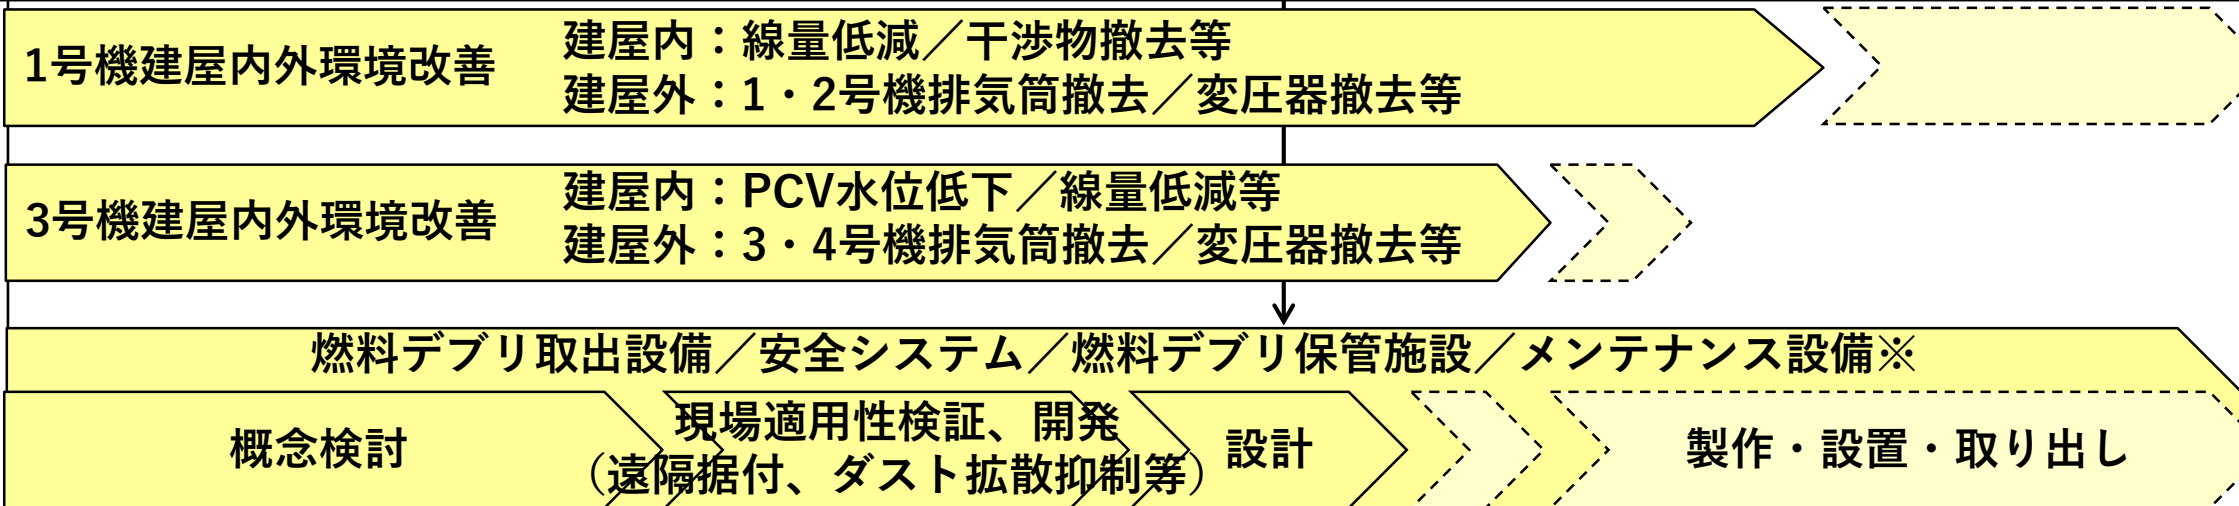 1号機建屋内外環境改善
建屋内：線量低減／干渉物撤去等
建屋外：1・2号機排気筒撤去／変圧器撤去等
3号機建屋内外環境改善
建屋内：PCV水位低下／線量低減等
建屋外：3・4号機排気筒撤去／変圧器撤去等
燃料デブリ取出設備／安全システム／燃料デブリ保管施設／メンテナンス設備※
概念検討
現場適用性検証、開発
（遠隔据付、ダスト拡散抑制等）
設計
製作・設置・取り出し